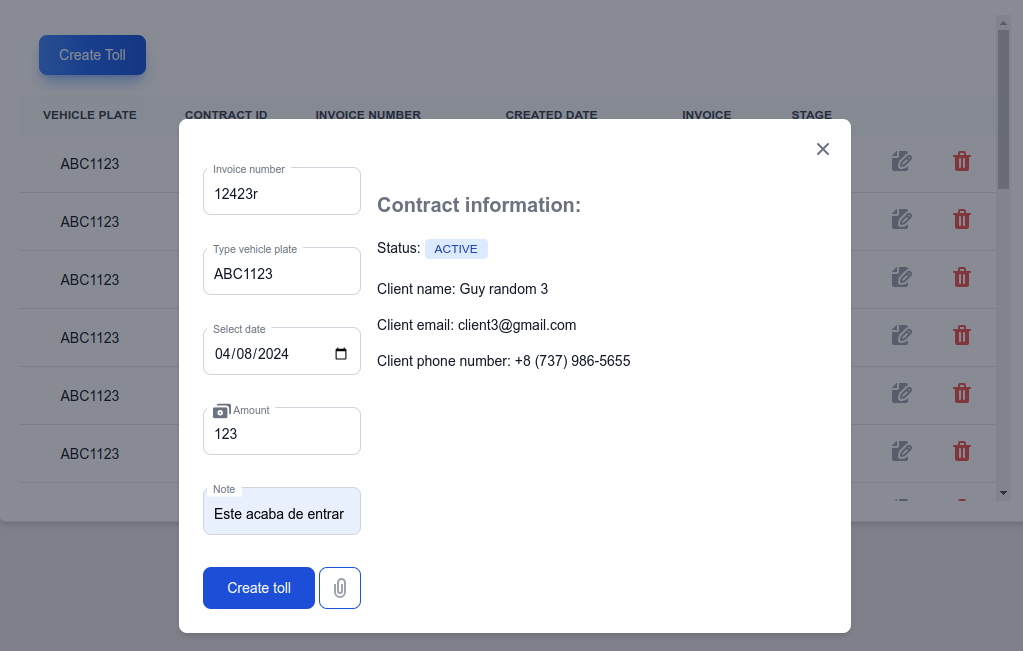 Create Toll
VEHICLE PLATE CONTRACT ID INVOICE NUMBER CREATED DATE INVOICE STAGE
ABC1123
ABC1123
ABC1123
ABC1123
ABC1123
ABC1123
Invoice number
12423r
Type vehicle plate
ABC1123
Select date
04/08/2024
Amount
123
Note
Este acaba de entrar
Create toll
Contract information:
Status: ACTIVE
Client name: Guy random 3
Client email: client3@gmail.com
Client phone number: +8 (737) 986-5655